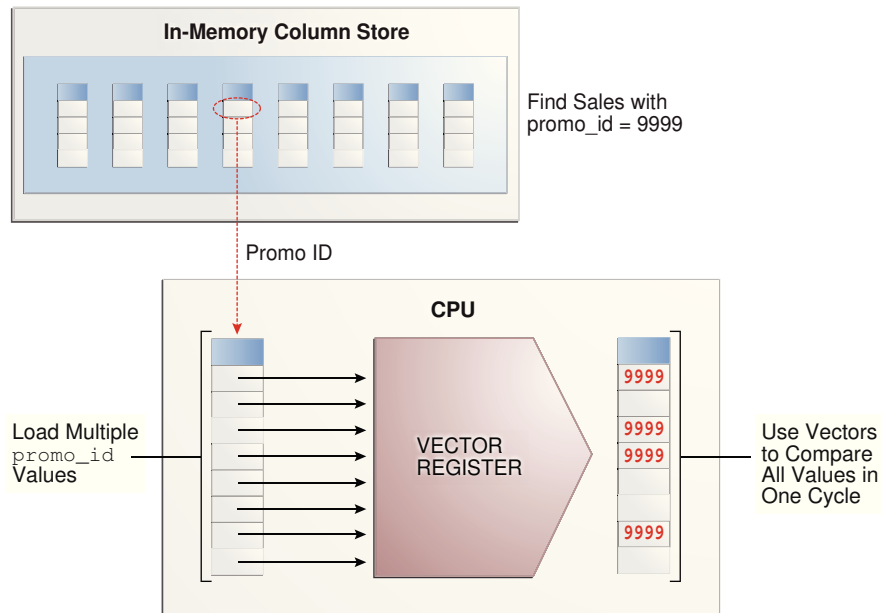 In-Memory Column Store
Find Sales with
promo_id = 9999
Promo ID
CPU
Load Multiple
promo_id
Values
VECTOR
REGISTER
9999
9999
9999
9999
Use Vectors
to Compare
All Values in
One Cycle